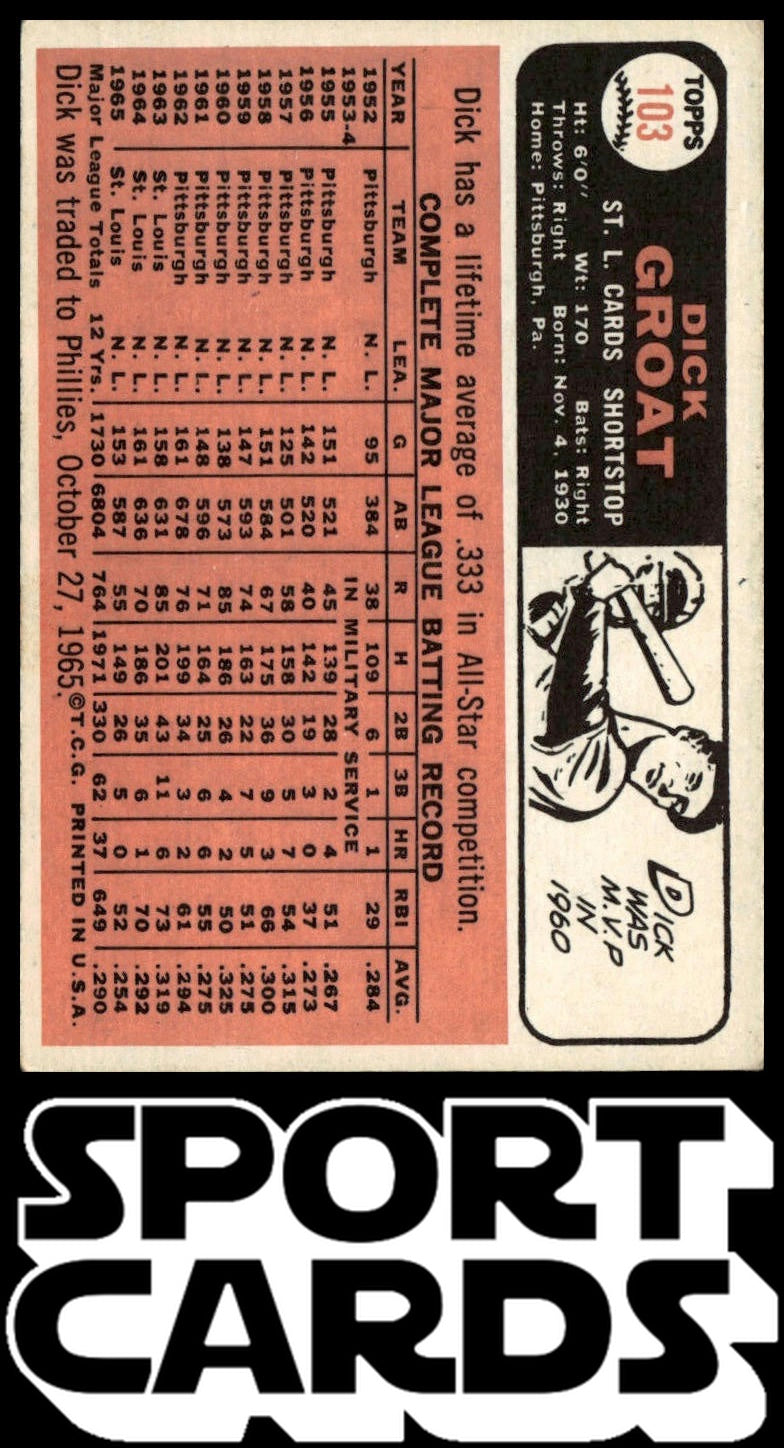 TOPPS
103
DICK
GROAT
ST. L. CARDS SHORTSTOP
Ht: 6'0" Wt: 170 Bats: Right
Throws: Right Born: Nov. 4, 1930
Home: Pittsburgh, Pa.
DICK
WAS
M.V.P
IN
1960
Dick has a lifetime average of .333 in All-Star competition.
COMPLETE MAJOR LEAGUE BATTING RECORD
YEAR TEAM LEA. G AB R H 2B 3B HR RBI AVG.
1952 Pittsburgh N. L. 95 384 38 109 6 1 1 29 .284
1953-4 IN MILITARY SERVICE
1955 Pittsburgh N. L. 151 521 45 139 28 2 4 51 .267
1956 Pittsburgh N. L. 142 520 40 142 19 3 0 37 .273
1957 Pittsburgh N. L. 125 501 58 158 30 5 7 54 .315
1958 Pittsburgh N. L. 151 584 67 175 36 9 3 66 .300
1959 Pittsburgh N. L. 147 593 74 163 22 7 5 51 .275
1960 Pittsburgh N. L. 138 573 85 186 26 4 2 50 .325
1961 Pittsburgh N. L. 148 596 71 164 25 6 6 55 .275
1962 Pittsburgh N. L. 161 678 76 199 34 3 2 61 .294
1963 St. Louis N. L. 158 631 85 201 43 11 6 73 .319
1964 St. Louis N. L. 161 636 70 186 35 6 1 70 .292
1965 St. Louis N. L. 153 587 55 149 26 5 0 52 .254
Major League Totals 12 Yrs. 1730 6804 764 1971 330 62 37 649 .290
Dick was traded to Phillies, October 27, 1965. ©T.C.G. PRINTED IN U.S.A.
SPORT
CARDS